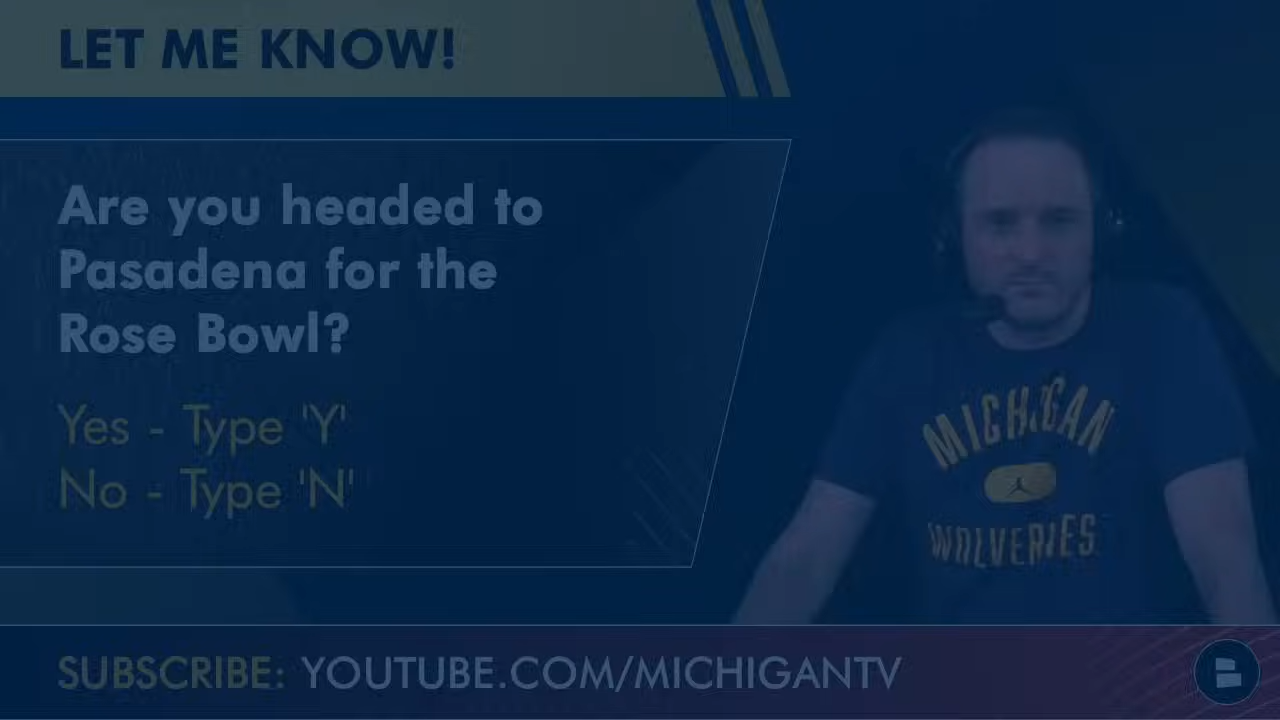 LET ME KNOW!
Are you headed to
Pasadena for the
Rose Bowl?
Yes - Type 'Y'
No - Type 'N'
MICHIGAN
WOLVERIES
SUBSCRIBE: YOUTUBE.COM/MICHIGANTV